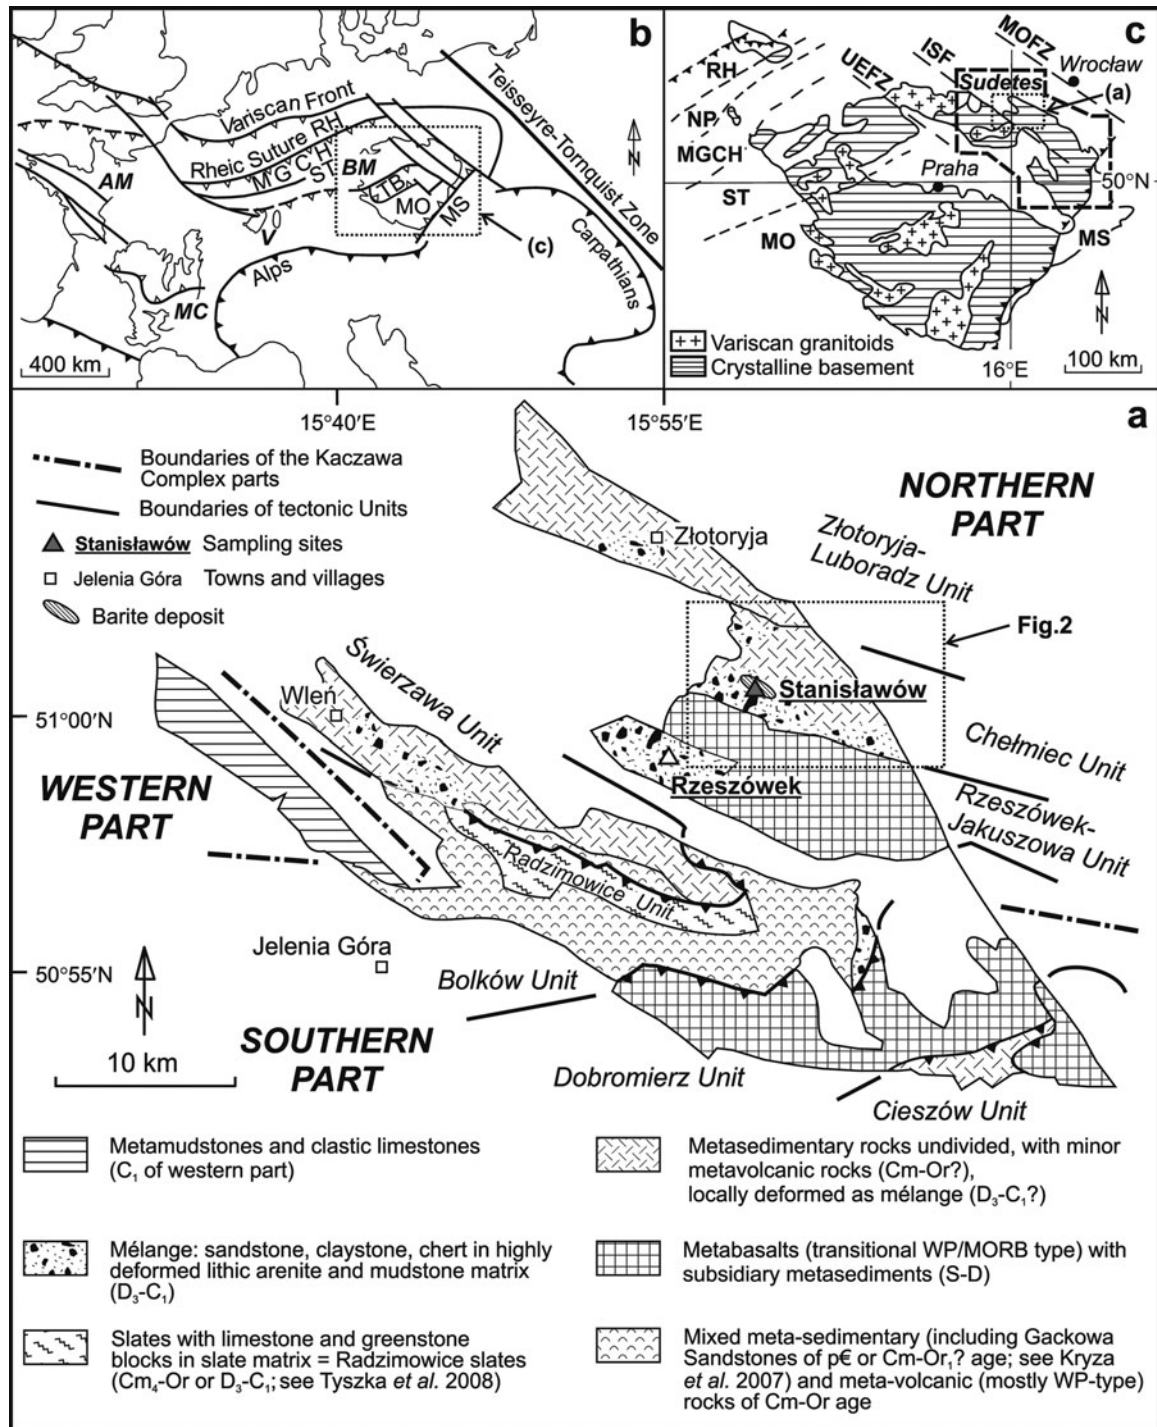 b
Teisseyre-Tornquist Zone
Variscan Front
Rheic Suture RH
MGCH
ST
AM
BM
TB
MO
MS
V
N
(c)
Alps
Carpathians
MC
400 km
c
MOFZ
ISF
UEFZ
Wrocław
RH
Sudetes
(a)
NP
MGCH
Praha
50°N
ST
MO
MS
N
Variscan granitoids
Crystalline basement
16°E
100 km
15°40′E
15°55′E
a
Boundaries of the Kaczawa
Complex parts
Boundaries of tectonic Units
Stanisławów Sampling sites
Jelenia Góra Towns and villages
Barite deposit
NORTHERN
PART
Złotoryja
Złotoryja-
Luboradz Unit
Fig.2
Świerzawa Unit
Wleń
Stanisławów
51°00′N
Chełmiec Unit
WESTERN
PART
Rzeszówek
Rzeszówek-
Jakuszowa Unit
Radzimowice Unit
Jelenia Góra
50°55′N
Bolków Unit
N
SOUTHERN
PART
10 km
Dobromierz Unit
Cieszów Unit
Metamudstones and clastic limestones
(C₁ of western part)
Mélange: sandstone, claystone, chert in highly
deformed lithic arenite and mudstone matrix
(D₃-C₁)
Slates with limestone and greenstone
blocks in slate matrix = Radzimowice slates
(Cm₄-Or or D₃-C₁; see Tyszka et al. 2008)
Metasedimentary rocks undivided, with minor
metavolcanic rocks (Cm-Or?),
locally deformed as mélange (D₃-C₁?)
Metabasalts (transitional WP/MORB type) with
subsidiary metasediments (S-D)
Mixed meta-sedimentary (including Gackowa
Sandstones of p€ or Cm-Or₁? age; see Kryza
et al. 2007) and meta-volcanic (mostly WP-type)
rocks of Cm-Or age